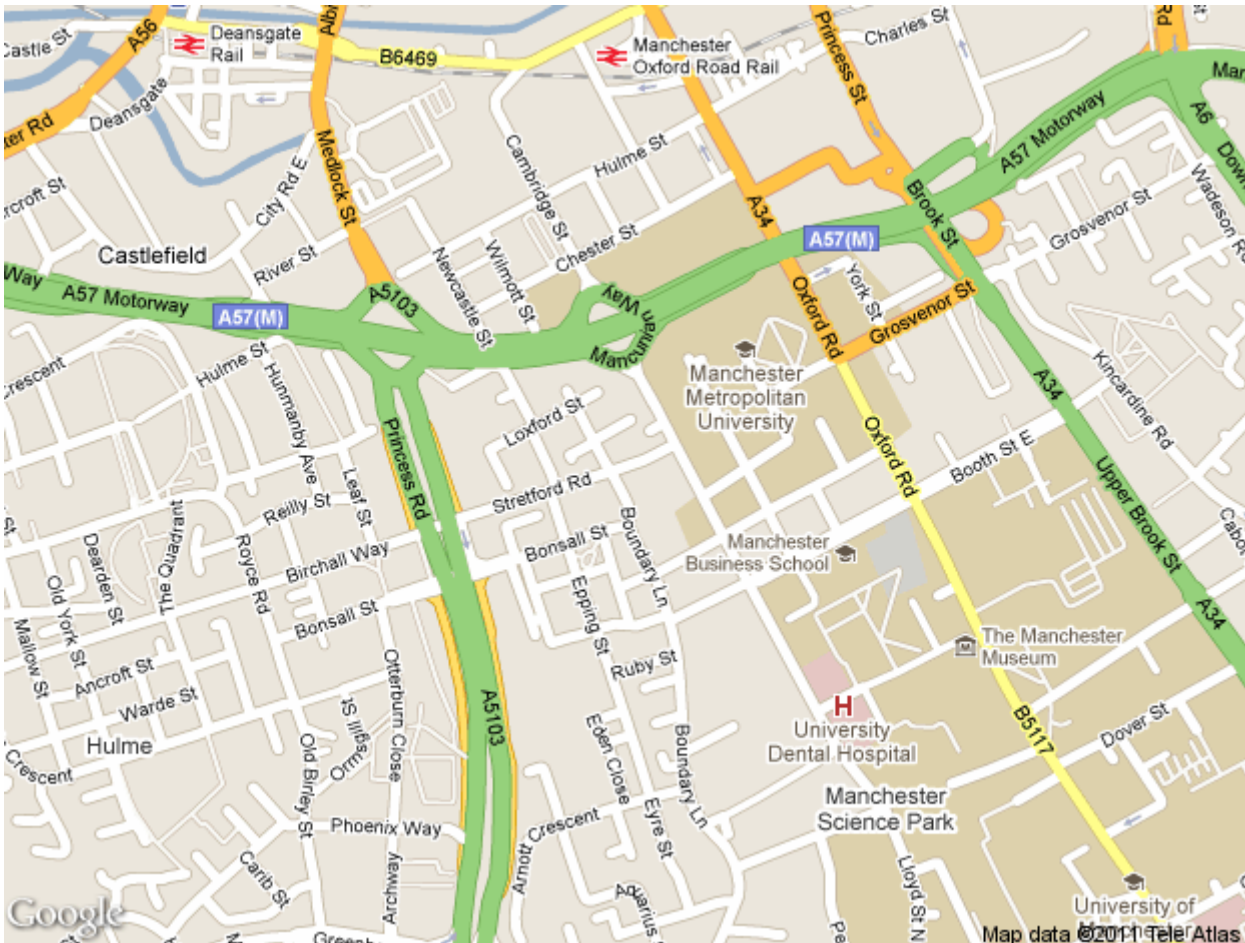 Castle St
A56
Deansgate
Rail
Princess St
Charles St
B6469
Manchester
Oxford Road Rail
Mar
ter Rd
Deansgate
Medlock St
Cambridge St
Hulme St
A57 Motorway
A6
City Rd E
Brook St
Wadeson Rd
A34
Castlefield
River St
Chester St
A57(M)
Grosvenor St
Way
A57 Motorway
A5103
Newcastle St
Wilmott St
Way
York St
A57(M)
Mancunian
Oxford Rd
Grosvenor St
Crescent
Hulme St
Hunmanby Ave
Manchester
Metropolitan
University
A34
Kincardine Rd
Loxford St
Princess Rd
Oxford Rd
Booth St E
Leaf St
Stretford Rd
Upper Brook St
Reilly St
Boundary Ln
The Quadrant
Bonsall St
Manchester
Business School
Dearden St
Royce Rd
Birchall Way
Old York St
Epping St
Mallow St
Bonsall St
A34
The Manchester
Museum
Ancroft St
Otterburn Close
Ruby St
H
Warde St
A5103
University
Dental Hospital
B5117
Dover St
Hulme
Ormsgill St
Eden Close
Boundary Ln
Crescent
Old Birley St
Manchester
Science Park
Phoenix Way
Arnott Crescent
Eyre St
Carib St
Archway
Lloyd St N
Google
University of
Manchester
Map data ©2011 Tele Atlas